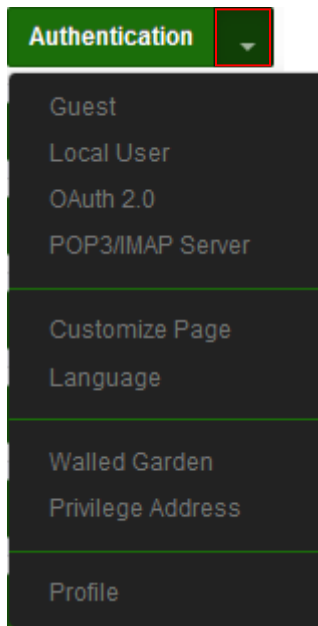 Authentication
Guest
Local User
OAuth 2.0
POP3/IMAP Server
Customize Page
Language
Walled Garden
Privilege Address
Profile